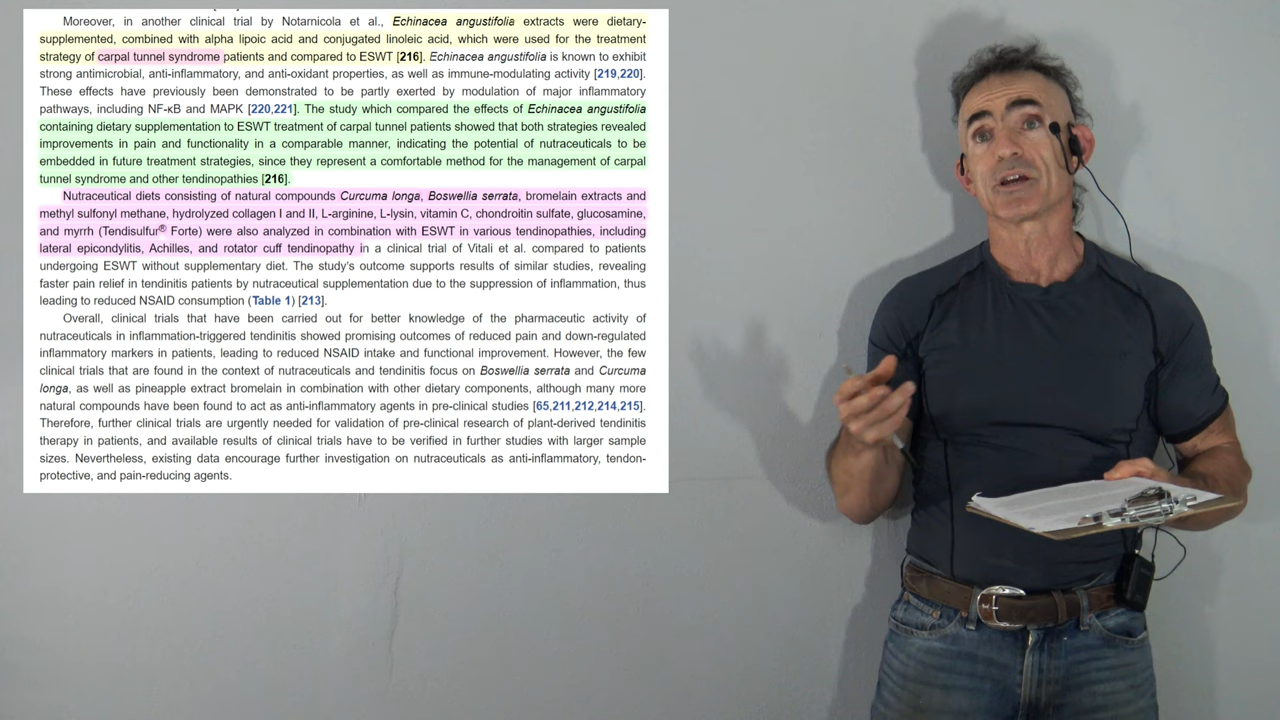 Moreover, in another clinical trial by Notarnicola et al., Echinacea angustifolia extracts were dietary-
supplemented, combined with alpha lipoic acid and conjugated linoleic acid, which were used for the treatment
strategy of carpal tunnel syndrome patients and compared to ESWT [216]. Echinacea angustifolia is known to exhibit
strong antimicrobial, anti-inflammatory, and anti-oxidant properties, as well as immune-modulating activity [219,220].
These effects have previously been demonstrated to be partly exerted by modulation of major inflammatory
pathways, including NF-κB and MAPK [220,221]. The study which compared the effects of Echinacea angustifolia
containing dietary supplementation to ESWT treatment of carpal tunnel patients showed that both strategies revealed
improvements in pain and functionality in a comparable manner, indicating the potential of nutraceuticals to be
embedded in future treatment strategies, since they represent a comfortable method for the management of carpal
tunnel syndrome and other tendinopathies [216].
Nutraceutical diets consisting of natural compounds Curcuma longa, Boswellia serrata, bromelain extracts and
methyl sulfonyl methane, hydrolyzed collagen I and II, L-arginine, L-lysin, vitamin C, chondroitin sulfate, glucosamine,
and myrrh (Tendisulfur® Forte) were also analyzed in combination with ESWT in various tendinopathies, including
lateral epicondylitis, Achilles, and rotator cuff tendinopathy in a clinical trial of Vitali et al. compared to patients
undergoing ESWT without supplementary diet. The study's outcome supports results of similar studies, revealing
faster pain relief in tendinitis patients by nutraceutical supplementation due to the suppression of inflammation, thus
leading to reduced NSAID consumption (Table 1) [213].
Overall, clinical trials that have been carried out for better knowledge of the pharmaceutic activity of
nutraceuticals in inflammation-triggered tendinitis showed promising outcomes of reduced pain and down-regulated
inflammatory markers in patients, leading to reduced NSAID intake and functional improvement. However, the few
clinical trials that are found in the context of nutraceuticals and tendinitis focus on Boswellia serrata and Curcuma
longa, as well as pineapple extract bromelain in combination with other dietary components, although many more
natural compounds have been found to act as anti-inflammatory agents in pre-clinical studies [65,211,212,214,215].
Therefore, further clinical trials are urgently needed for validation of pre-clinical research of plant-derived tendinitis
therapy in patients, and available results of clinical trials have to be verified in further studies with larger sample
sizes. Nevertheless, existing data encourage further investigation on nutraceuticals as anti-inflammatory, tendon-
protective, and pain-reducing agents.